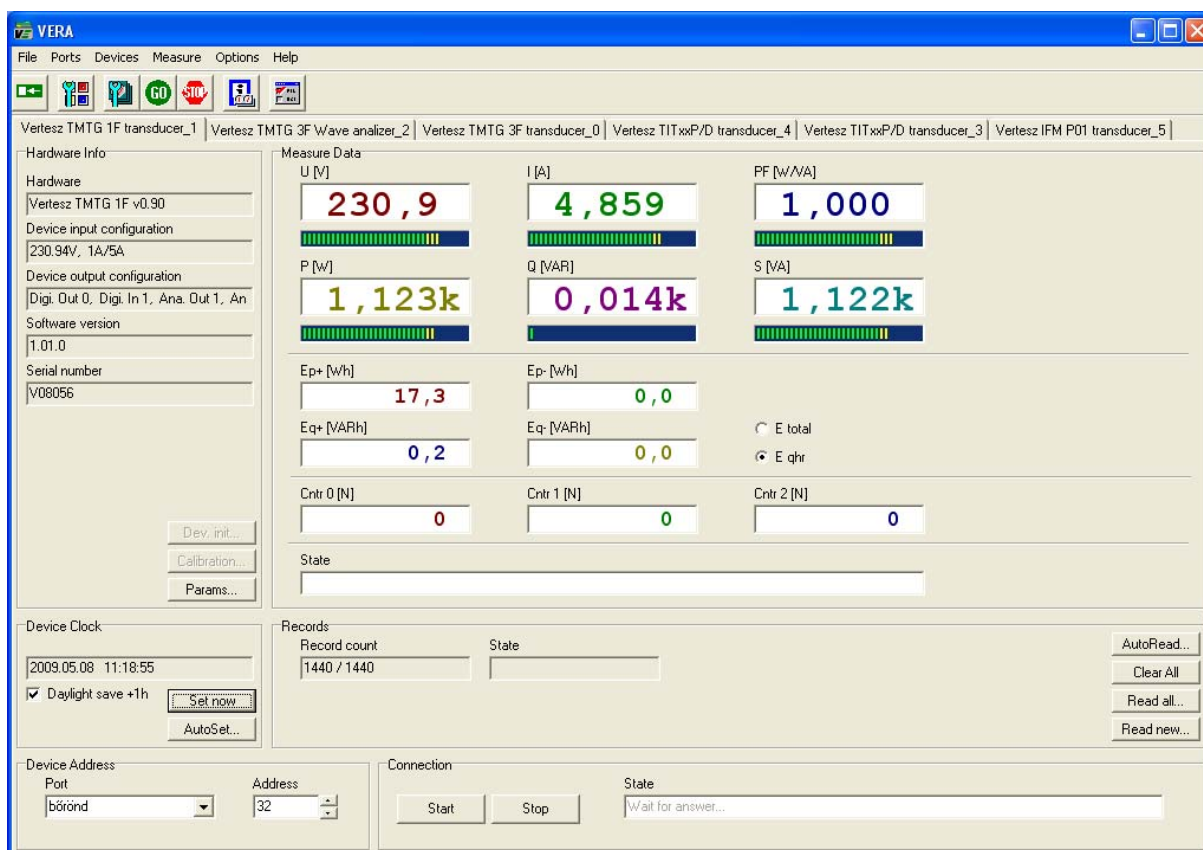 VERA
File Ports Devices Measure Options Help
GO STOP
Vertesz TMTG 1F transducer_1 Vertesz TMTG 3F Wave analizer_2 Vertesz TMTG 3F transducer_0 Vertesz TITxxP/D transducer_4 Vertesz TITxxP/D transducer_3 Vertesz IFM P01 transducer_5
Hardware Info
Hardware
Vertesz TMTG 1F v0.90
Device input configuration
230.94V, 1A/5A
Device output configuration
Digi. Out 0, Digi. In 1, Ana. Out 1, An
Software version
1.01.0
Serial number
V08056
Dev. init...
Calibration...
Params...
Measure Data
U [V] I [A] PF [W/VA]
230,9 4,859 1,000
P [W] Q [VAR] S [VA]
1,123k 0,014k 1,122k
Ep+ [Wh] Ep- [Wh]
17,3 0,0
Eq+ [VARh] Eq- [VARh] E total
0,2 0,0 E qhr
Cntr 0 [N] Cntr 1 [N] Cntr 2 [N]
0 0 0
State
Device Clock
2009.05.08 11:18:55
Daylight save +1h Set now
AutoSet...
Records
Record count State
1440 / 1440
AutoRead...
Clear All
Read all...
Read new...
Device Address
Port Address
bőrönd 32
Connection
Start Stop
State
Wait for answer...